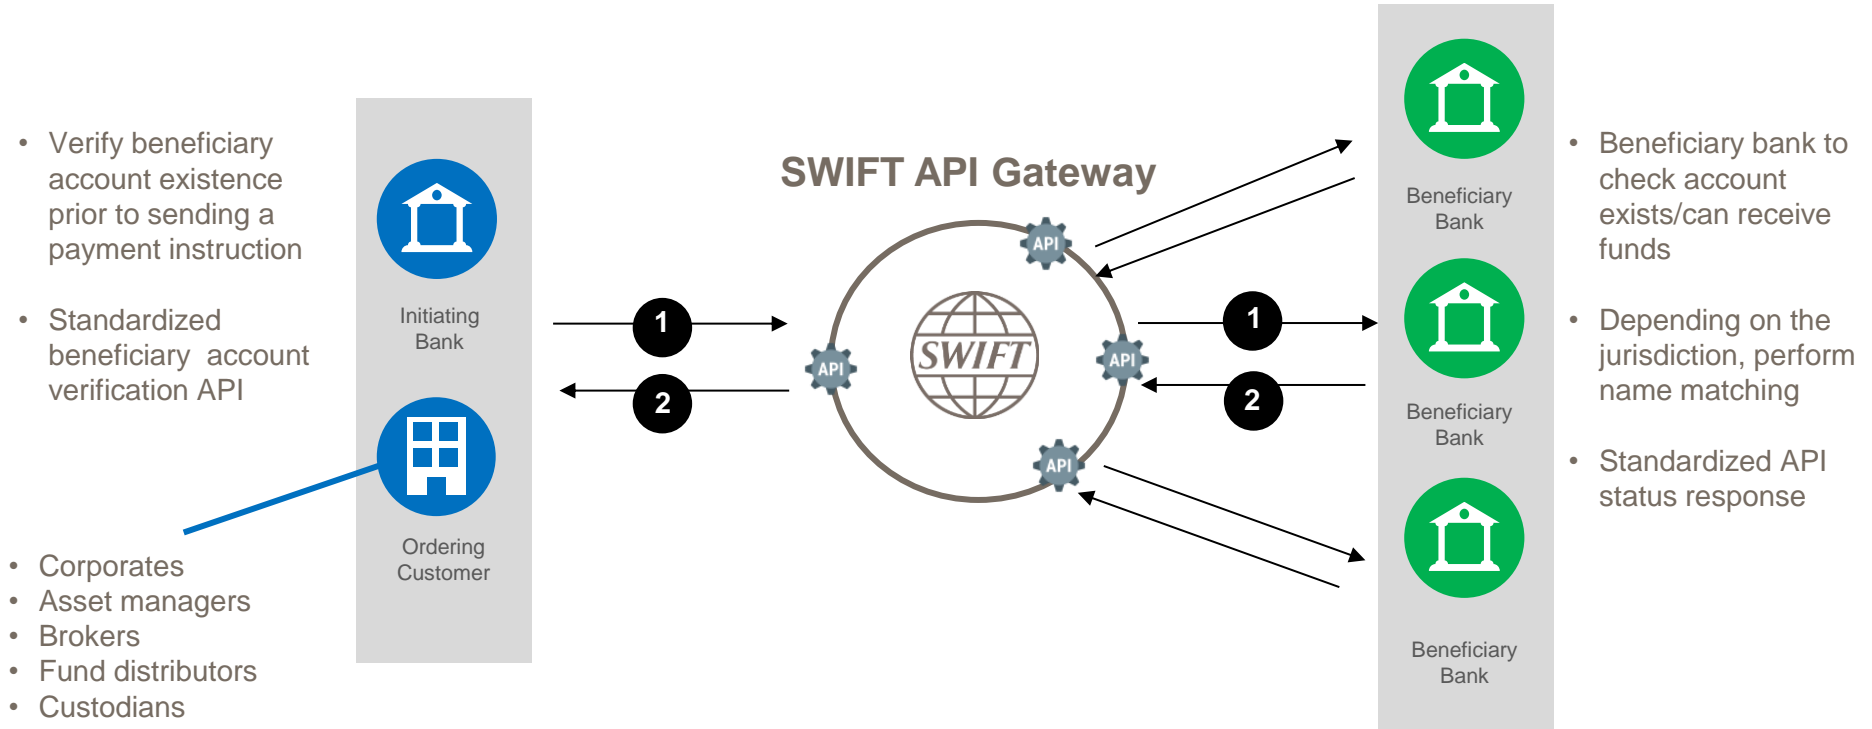 • Verify beneficiary
account existence
prior to sending a
payment instruction
• Standardized
beneficiary  account
verification API
• Corporates
• Asset managers
• Brokers
• Fund distributors
• Custodians
Initiating
Bank
Ordering
Customer
1
2
SWIFT API Gateway
API
API
SWIFT
API
API
1
2
Beneficiary
Bank
Beneficiary
Bank
Beneficiary
Bank
• Beneficiary bank to
check account
exists/can receive
funds
• Depending on the
jurisdiction, perform
name matching
• Standardized API
status response